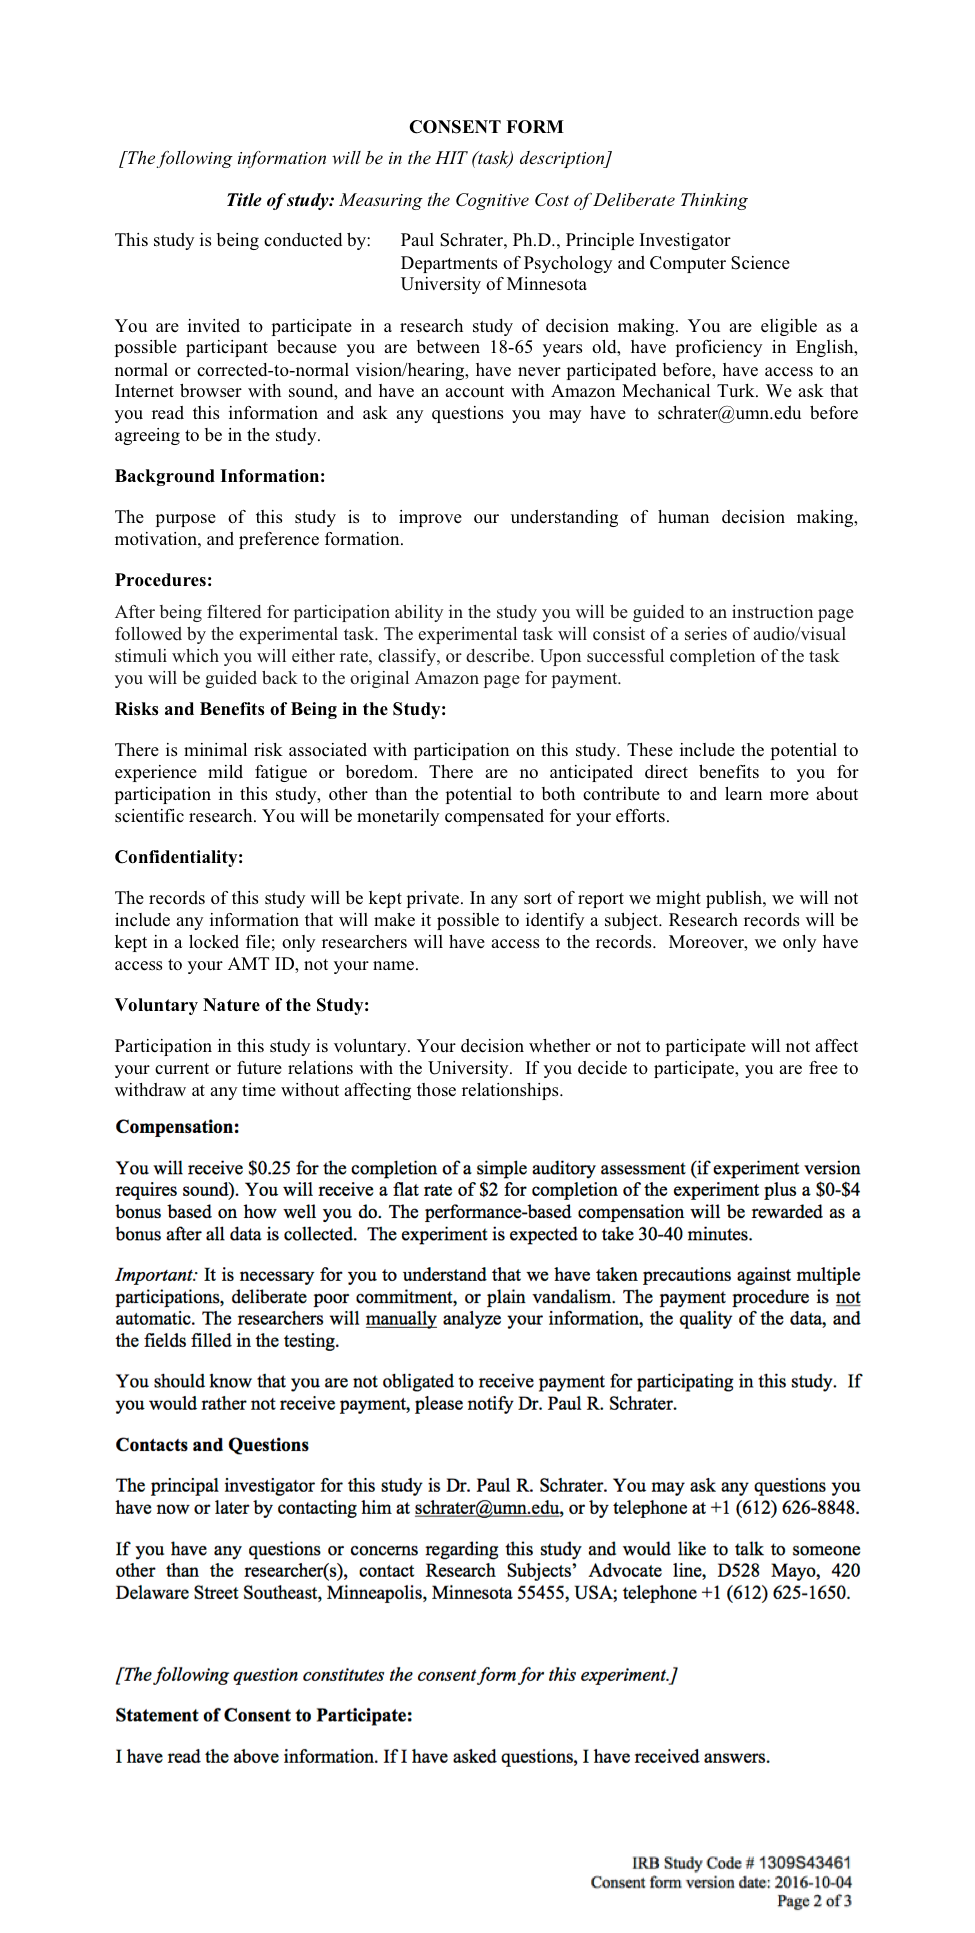 CONSENT FORM
[The following information will be in the HIT (task) description]
Title of study: Measuring the Cognitive Cost of Deliberate Thinking
This study is being conducted by: Paul Schrater, Ph.D., Principle Investigator
Departments of Psychology and Computer Science
University of Minnesota
You are invited to participate in a research study of decision making. You are eligible as a
possible participant because you are between 18-65 years old, have proficiency in English,
normal or corrected-to-normal vision/hearing, have never participated before, have access to an
Internet browser with sound, and have an account with Amazon Mechanical Turk. We ask that
you read this information and ask any questions you may have to schrater@umn.edu before
agreeing to be in the study.
Background Information:
The purpose of this study is to improve our understanding of human decision making,
motivation, and preference formation.
Procedures:
After being filtered for participation ability in the study you will be guided to an instruction page
followed by the experimental task. The experimental task will consist of a series of audio/visual
stimuli which you will either rate, classify, or describe. Upon successful completion of the task
you will be guided back to the original Amazon page for payment.
Risks and Benefits of Being in the Study:
There is minimal risk associated with participation on this study. These include the potential to
experience mild fatigue or boredom. There are no anticipated direct benefits to you for
participation in this study, other than the potential to both contribute to and learn more about
scientific research. You will be monetarily compensated for your efforts.
Confidentiality:
The records of this study will be kept private. In any sort of report we might publish, we will not
include any information that will make it possible to identify a subject. Research records will be
kept in a locked file; only researchers will have access to the records. Moreover, we only have
access to your AMT ID, not your name.
Voluntary Nature of the Study:
Participation in this study is voluntary. Your decision whether or not to participate will not affect
your current or future relations with the University. If you decide to participate, you are free to
withdraw at any time without affecting those relationships.
Compensation:
You will receive $0.25 for the completion of a simple auditory assessment (if experiment version
requires sound). You will receive a flat rate of $2 for completion of the experiment plus a $0-$4
bonus based on how well you do. The performance-based compensation will be rewarded as a
bonus after all data is collected. The experiment is expected to take 30-40 minutes.
Important: It is necessary for you to understand that we have taken precautions against multiple
participations, deliberate poor commitment, or plain vandalism. The payment procedure is not
automatic. The researchers will manually analyze your information, the quality of the data, and
the fields filled in the testing.
You should know that you are not obligated to receive payment for participating in this study. If
you would rather not receive payment, please notify Dr. Paul R. Schrater.
Contacts and Questions
The principal investigator for this study is Dr. Paul R. Schrater. You may ask any questions you
have now or later by contacting him at schrater@umn.edu, or by telephone at +1 (612) 626-8848.
If you have any questions or concerns regarding this study and would like to talk to someone
other than the researcher(s), contact Research Subjects’ Advocate line, D528 Mayo, 420
Delaware Street Southeast, Minneapolis, Minnesota 55455, USA; telephone +1 (612) 625-1650.
[The following question constitutes the consent form for this experiment.]
Statement of Consent to Participate:
I have read the above information. If I have asked questions, I have received answers.
IRB Study Code # 1309S43461
Consent form version date: 2016-10-04
Page 2 of 3